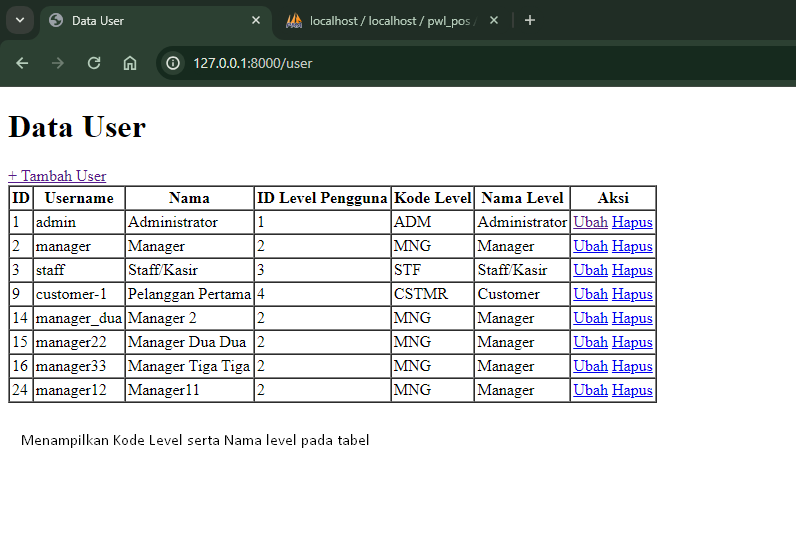 Data User
localhost / localhost / pwl_pos /
127.0.0.1:8000/user
Data User
+ Tambah User
ID Username Nama ID Level Pengguna Kode Level Nama Level Aksi
1 admin Administrator 1 ADM Administrator Ubah Hapus
2 manager Manager 2 MNG Manager Ubah Hapus
3 staff Staff/Kasir 3 STF Staff/Kasir Ubah Hapus
9 customer-1 Pelanggan Pertama 4 CSTMR Customer Ubah Hapus
14 manager_dua Manager 2 2 MNG Manager Ubah Hapus
15 manager22 Manager Dua Dua 2 MNG Manager Ubah Hapus
16 manager33 Manager Tiga Tiga 2 MNG Manager Ubah Hapus
24 manager12 Manager11 2 MNG Manager Ubah Hapus
Menampilkan Kode Level serta Nama level pada tabel